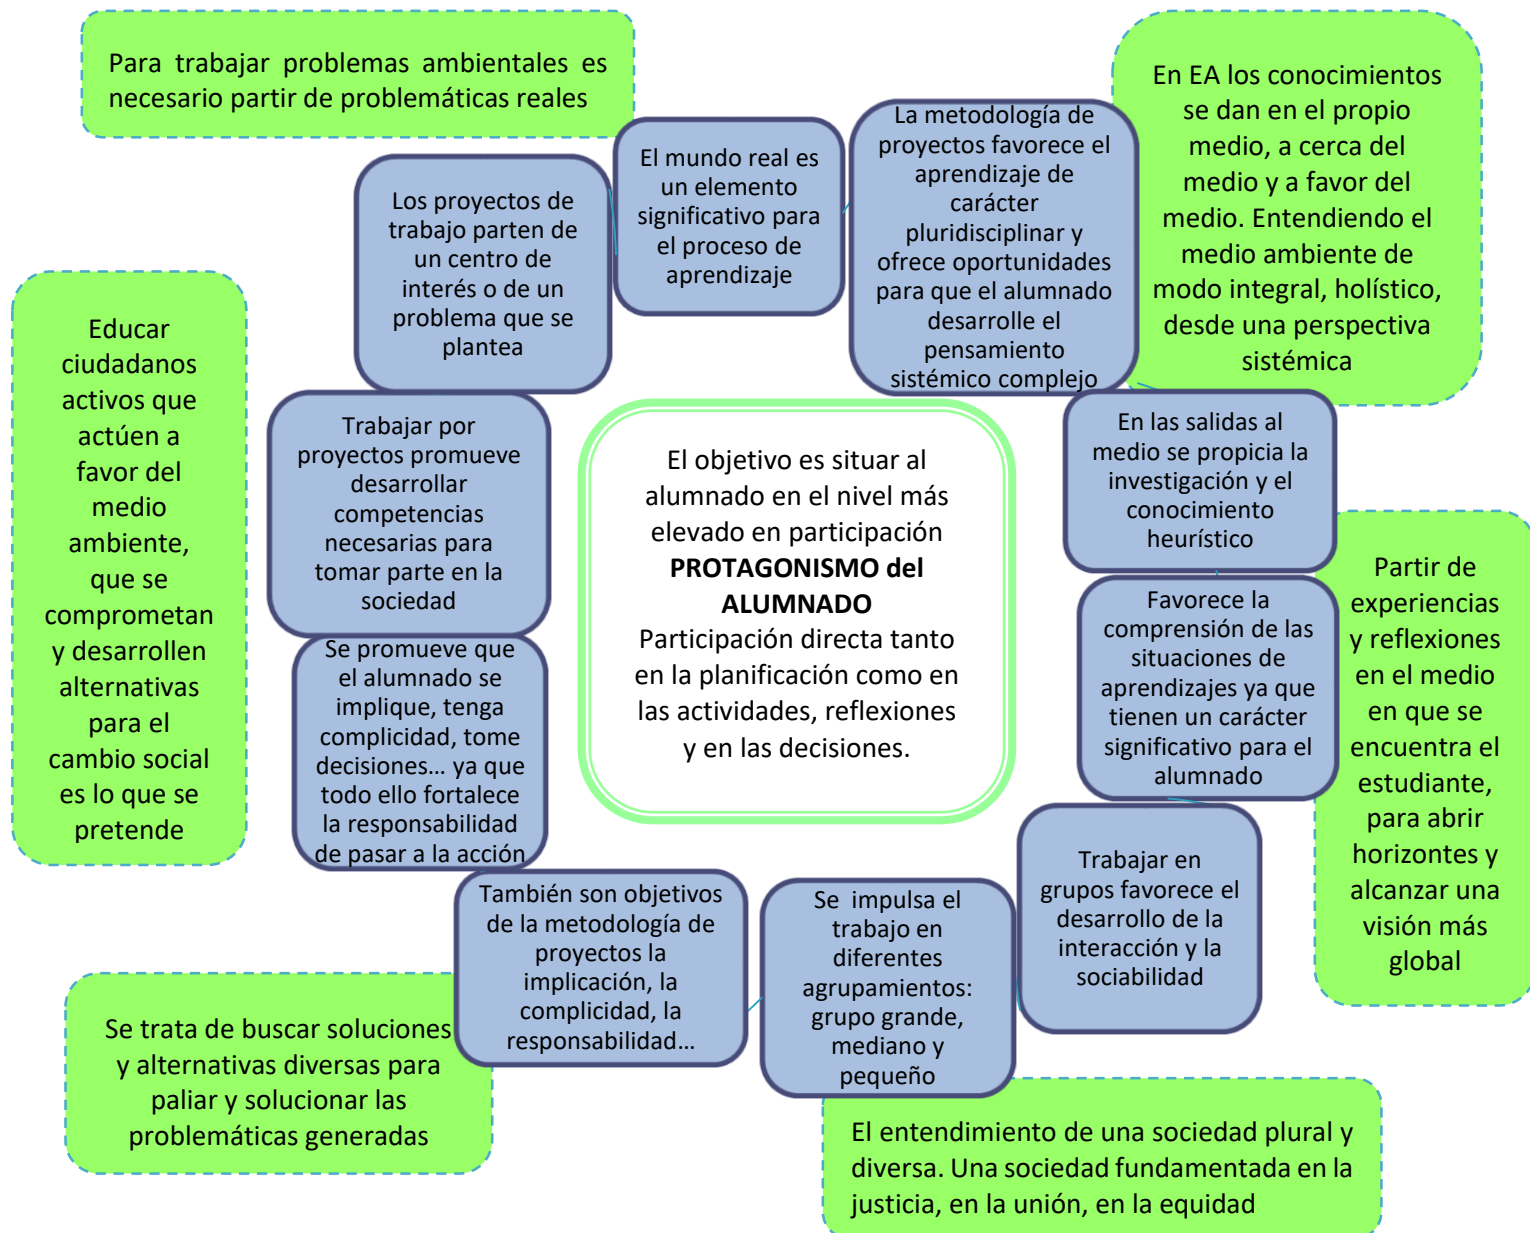 Para trabajar problemas ambientales es
necesario partir de problemáticas reales
En EA los conocimientos
se dan en el propio
medio, a cerca del
medio y a favor del
medio. Entendiendo el
medio ambiente de
modo integral, holístico,
desde una perspectiva
sistémica
El mundo real es
un elemento
significativo para
el proceso de
aprendizaje
La metodología de
proyectos favorece el
aprendizaje de
carácter
pluridisciplinar y
ofrece oportunidades
para que el alumnado
desarrolle el
pensamiento
sistémico complejo
Los proyectos de
trabajo parten de
un centro de
interés o de un
problema que se
plantea
Educar
ciudadanos
activos que
actúen a
favor del
medio
ambiente,
que se
comprometan
y desarrollen
alternativas
para el
cambio social
es lo que se
pretende
Trabajar por
proyectos promueve
desarrollar
competencias
necesarias para
tomar parte en la
sociedad
El objetivo es situar al
alumnado en el nivel más
elevado en participación
PROTAGONISMO del
ALUMNADO
Participación directa tanto
en la planificación como en
las actividades, reflexiones
y en las decisiones.
En las salidas al
medio se propicia la
investigación y el
conocimiento
heurístico
Partir de
experiencias
y reflexiones
en el medio
en que se
encuentra el
estudiante,
para abrir
horizontes y
alcanzar una
visión más
global
Favorece la
comprensión de las
situaciones de
aprendizajes ya que
tienen un carácter
significativo para el
alumnado
Se promueve que
el alumnado se
implique, tenga
complicidad, tome
decisiones… ya que
todo ello fortalece
la responsabilidad
de pasar a la acción
Trabajar en
grupos favorece el
desarrollo de la
interacción y la
sociabilidad
También son objetivos
de la metodología de
proyectos la
implicación, la
complicidad, la
responsabilidad…
Se impulsa el
trabajo en
diferentes
agrupamientos:
grupo grande,
mediano y
pequeño
Se trata de buscar soluciones
y alternativas diversas para
paliar y solucionar las
problemáticas generadas
El entendimiento de una sociedad plural y
diversa. Una sociedad fundamentada en la
justicia, en la unión, en la equidad